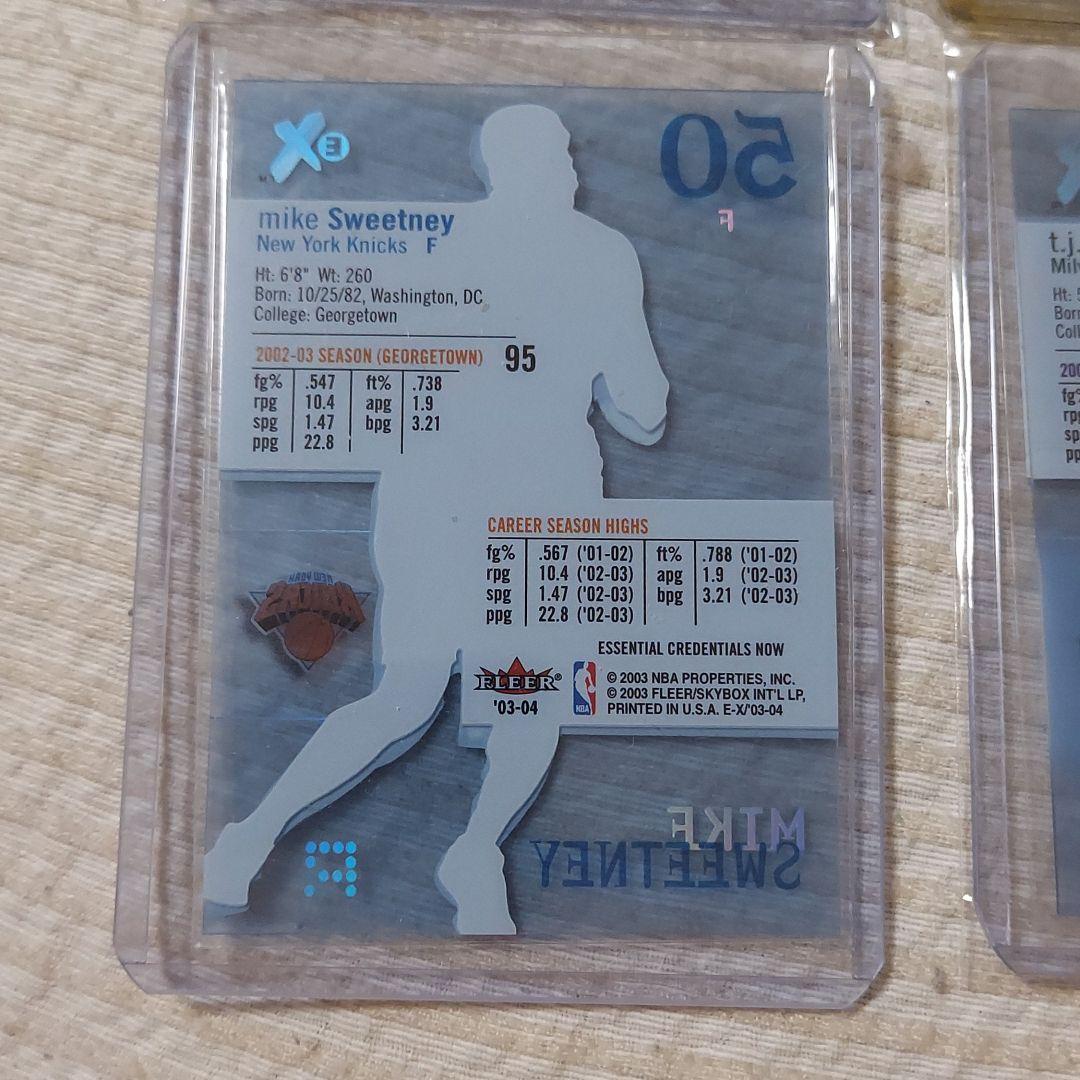 X
E
50
F
mike Sweetney
New York Knicks F
Ht: 6'8" Wt: 260
Born: 10/25/82, Washington, DC
College: Georgetown
2002-03 SEASON (GEORGETOWN) 95
fg% .547 ft% .738
rpg 10.4 apg 1.9
spg 1.47 bpg 3.21
ppg 22.8
CAREER SEASON HIGHS
fg% .567 ('01-02) ft% .788 ('01-02)
rpg 10.4 ('02-03) apg 1.9 ('02-03)
spg 1.47 ('02-03) bpg 3.21 ('02-03)
ppg 22.8 ('02-03)
NEW YORK
KNICKS
ESSENTIAL CREDENTIALS NOW
FLEER®
'03-04
NBA
© 2003 NBA PROPERTIES, INC.
© 2003 FLEER/SKYBOX INT'L LP,
PRINTED IN U.S.A. E-X/'03-04
MIKE
SWEETNEY
R
t.j.
Ht: